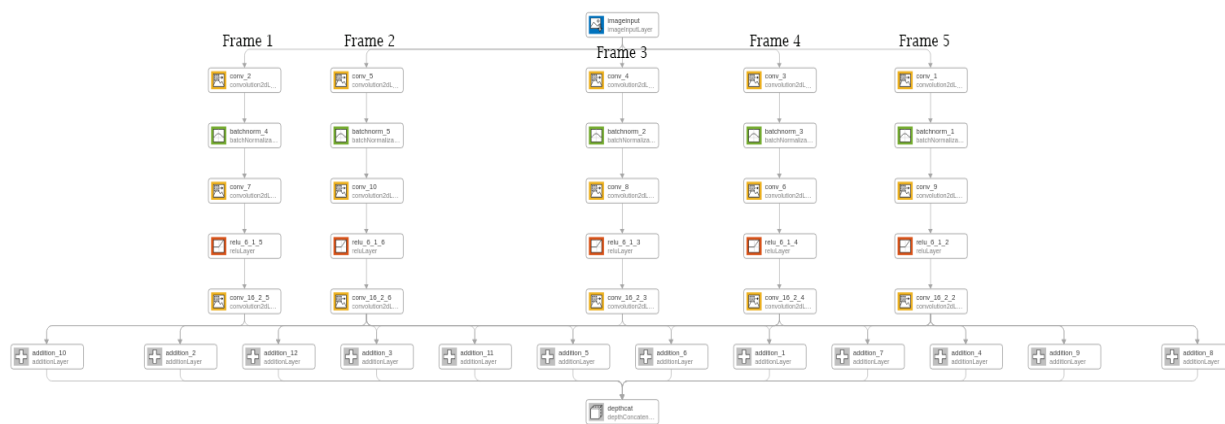 imageinput
imageInputLayer
Frame 1
Frame 2
Frame 3
Frame 4
Frame 5
conv_2
convolution2dL...
conv_5
convolution2dL...
conv_4
convolution2dL...
conv_3
convolution2dL...
conv_1
convolution2dL...
batchnorm_4
batchNormaliza...
batchnorm_5
batchNormaliza...
batchnorm_2
batchNormaliza...
batchnorm_3
batchNormaliza...
batchnorm_1
batchNormaliza...
conv_7
convolution2dL...
conv_10
convolution2dL...
conv_8
convolution2dL...
conv_6
convolution2dL...
conv_9
convolution2dL...
relu_6_1_5
reluLayer
relu_6_1_6
reluLayer
relu_6_1_3
reluLayer
relu_6_1_4
reluLayer
relu_6_1_2
reluLayer
conv_16_2_5
convolution2dL...
conv_16_2_6
convolution2dL...
conv_16_2_3
convolution2dL...
conv_16_2_4
convolution2dL...
conv_16_2_2
convolution2dL...
addition_10
additionLayer
addition_2
additionLayer
addition_12
additionLayer
addition_3
additionLayer
addition_11
additionLayer
addition_5
additionLayer
addition_6
additionLayer
addition_1
additionLayer
addition_7
additionLayer
addition_4
additionLayer
addition_9
additionLayer
addition_8
additionLayer
depthcat
depthConcaten...